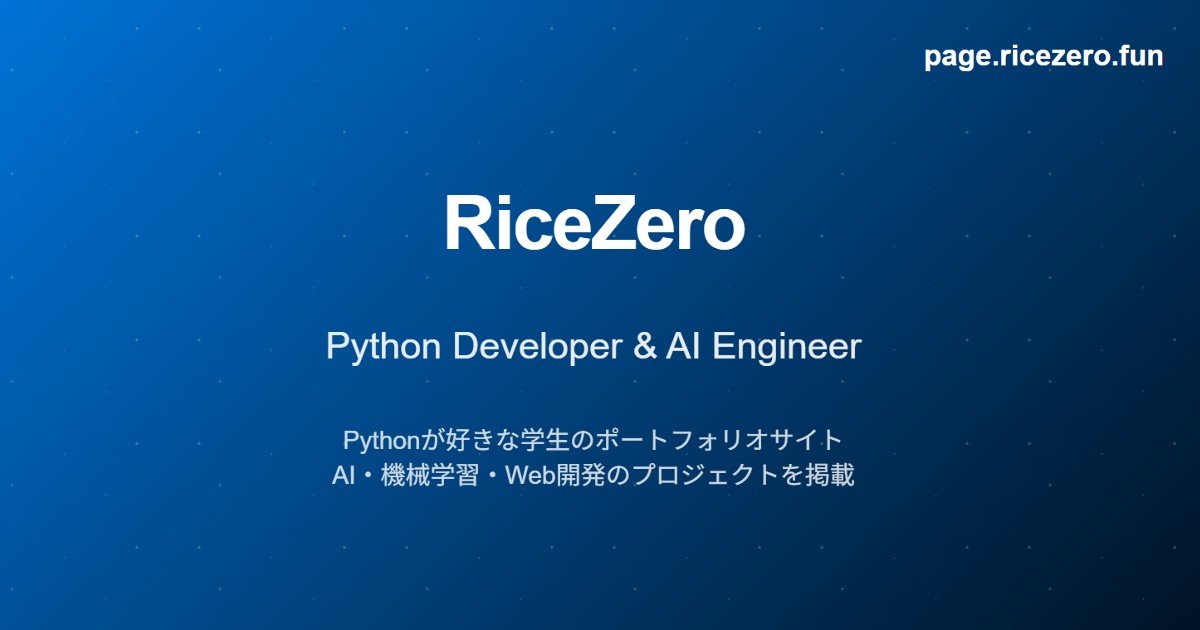 page.ricezero.fun
RiceZero
Python Developer & AI Engineer
Pythonが好きな学生のポートフォリオサイト
AI・機械学習・Web開発のプロジェクトを掲載